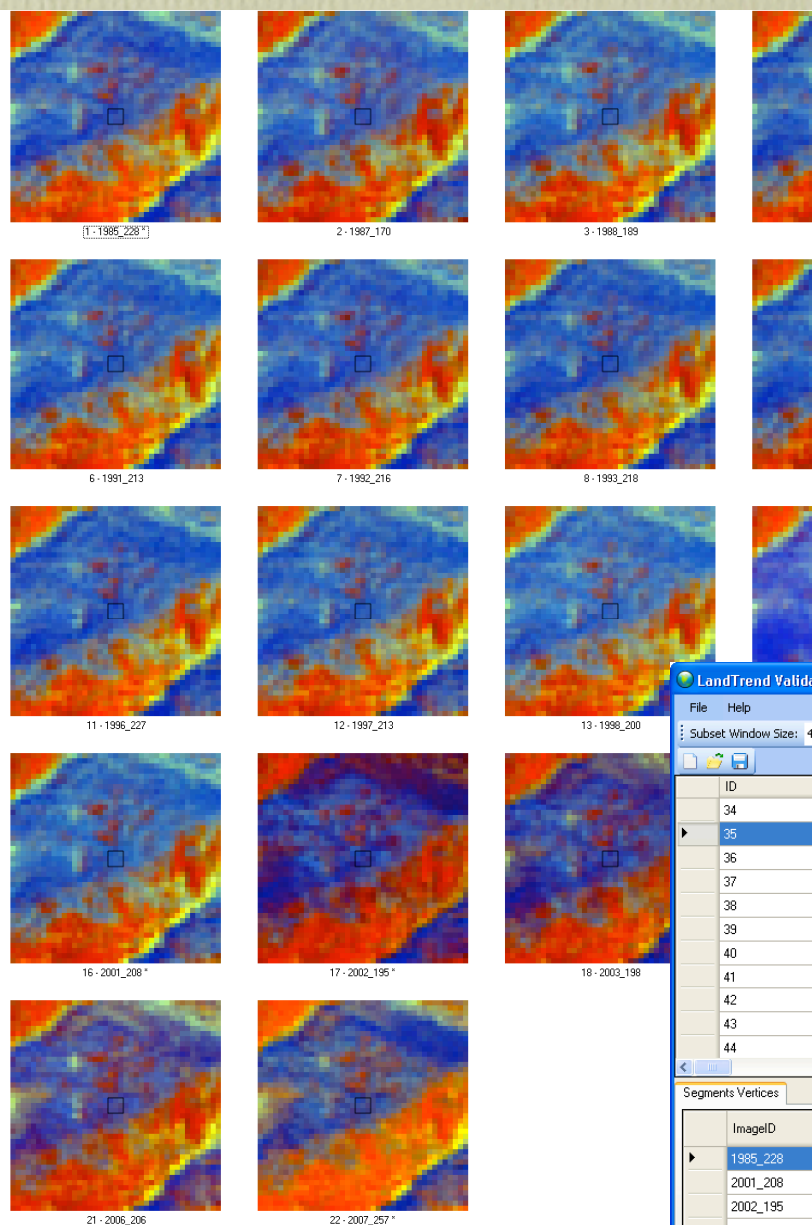 1 - 1985_228 *
2 - 1987_170
3 - 1988_189
6 - 1991_213
7 - 1992_216
8 - 1993_218
11 - 1996_227
12 - 1997_213
13 - 1998_200
LandTrend Valida
File Help
Subset Window Size: 4
ID
34
35
36
37
38
39
40
41
42
43
44
16 - 2001_208 *
17 - 2002_195 *
18 - 2003_198
Segments Vertices
ImageID
1985_228
2001_208
2002_195
21 - 2006_206
22 - 2007_257 *